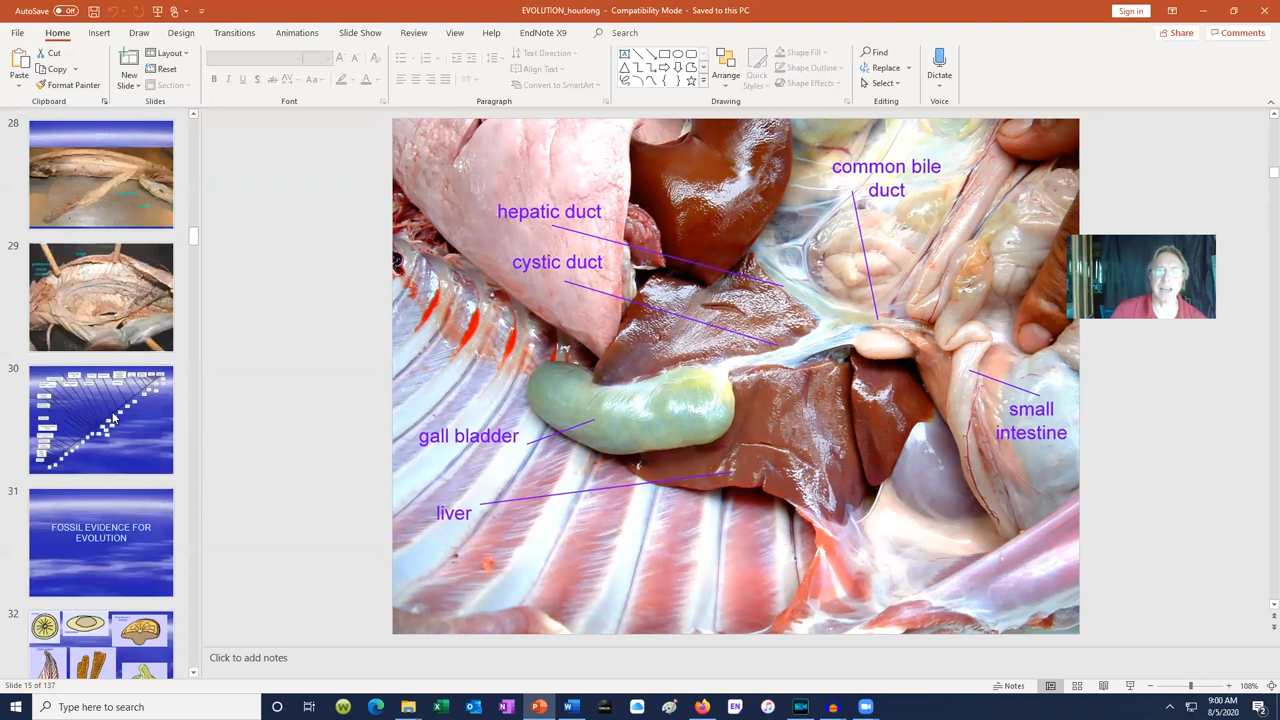 AutoSave
Off
EVOLUTION_hourlong - Compatibility Mode - Saved to this PC
Sign in
File
Home
Insert
Draw
Design
Transitions
Animations
Slide Show
Review
View
Help
EndNote X9
Search
Share
Comments
Paste
Cut
Copy
Format Painter
Clipboard
New
Slide
Layout
Reset
Section
Slides
Font
Text Direction
Align Text
Convert to SmartArt
Paragraph
Arrange
Quick
Styles
Shape Fill
Shape Outline
Shape Effects
Drawing
Find
Replace
Select
Editing
Dictate
Voice
28
29
30
31
FOSSIL EVIDENCE FOR
EVOLUTION
32
common bile
duct
hepatic duct
cystic duct
gall bladder
liver
small
intestine
Click to add notes
Slide 15 of 137
Notes
108%
Type here to search
9:00 AM
8/5/2020